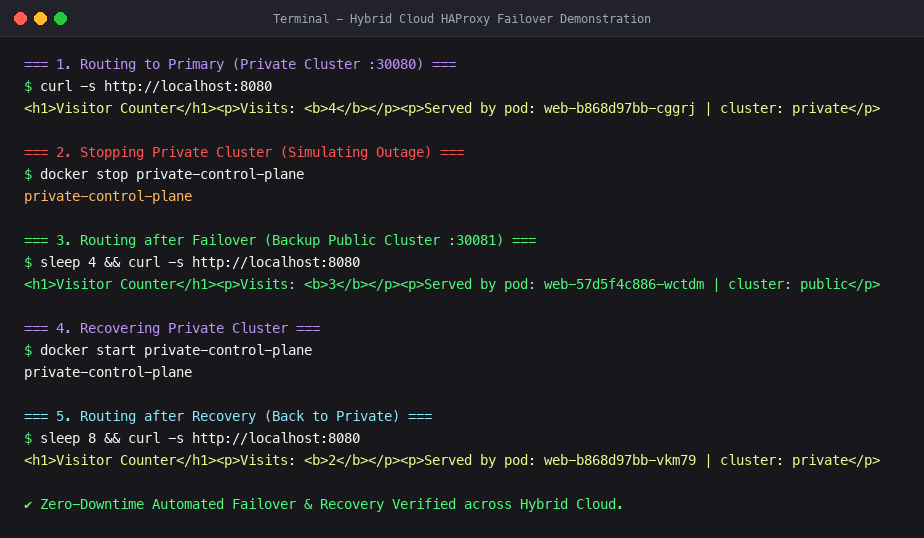 Terminal – Hybrid Cloud HAProxy Failover Demonstration
=== 1. Routing to Primary (Private Cluster :30080) ===
$ curl -s http://localhost:8080
<h1>Visitor Counter</h1><p>Visits: <b>4</b></p><p>Served by pod: web-b868d97bb-cggrj | cluster: private</p>
=== 2. Stopping Private Cluster (Simulating Outage) ===
$ docker stop private-control-plane
private-control-plane
=== 3. Routing after Failover (Backup Public Cluster :30081) ===
$ sleep 4 && curl -s http://localhost:8080
<h1>Visitor Counter</h1><p>Visits: <b>3</b></p><p>Served by pod: web-57d5f4c886-wctdm | cluster: public</p>
=== 4. Recovering Private Cluster ===
$ docker start private-control-plane
private-control-plane
=== 5. Routing after Recovery (Back to Private) ===
$ sleep 8 && curl -s http://localhost:8080
<h1>Visitor Counter</h1><p>Visits: <b>2</b></p><p>Served by pod: web-b868d97bb-vkm79 | cluster: private</p>
✔ Zero-Downtime Automated Failover & Recovery Verified across Hybrid Cloud.